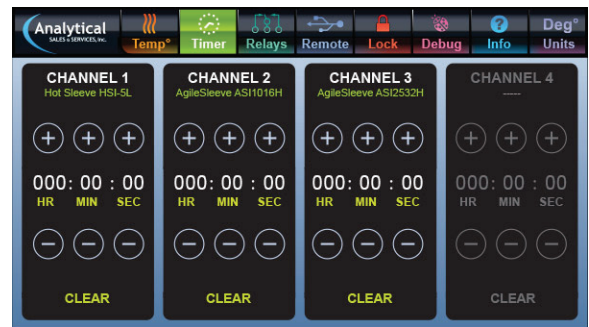 Analytical
SALES & SERVICES, INC.
Temp°
Timer
Relays
Remote
Lock
Debug
Info
Deg°
Units
CHANNEL 1
Hot Sleeve HSI-5L
000: 00 : 00
HR MIN SEC
CLEAR
CHANNEL 2
AgileSleeve ASI1016H
000: 00 : 00
HR MIN SEC
CLEAR
CHANNEL 3
AgileSleeve ASI2532H
000: 00 : 00
HR MIN SEC
CLEAR
CHANNEL 4
-----
000: 00 : 00
HR MIN SEC
CLEAR